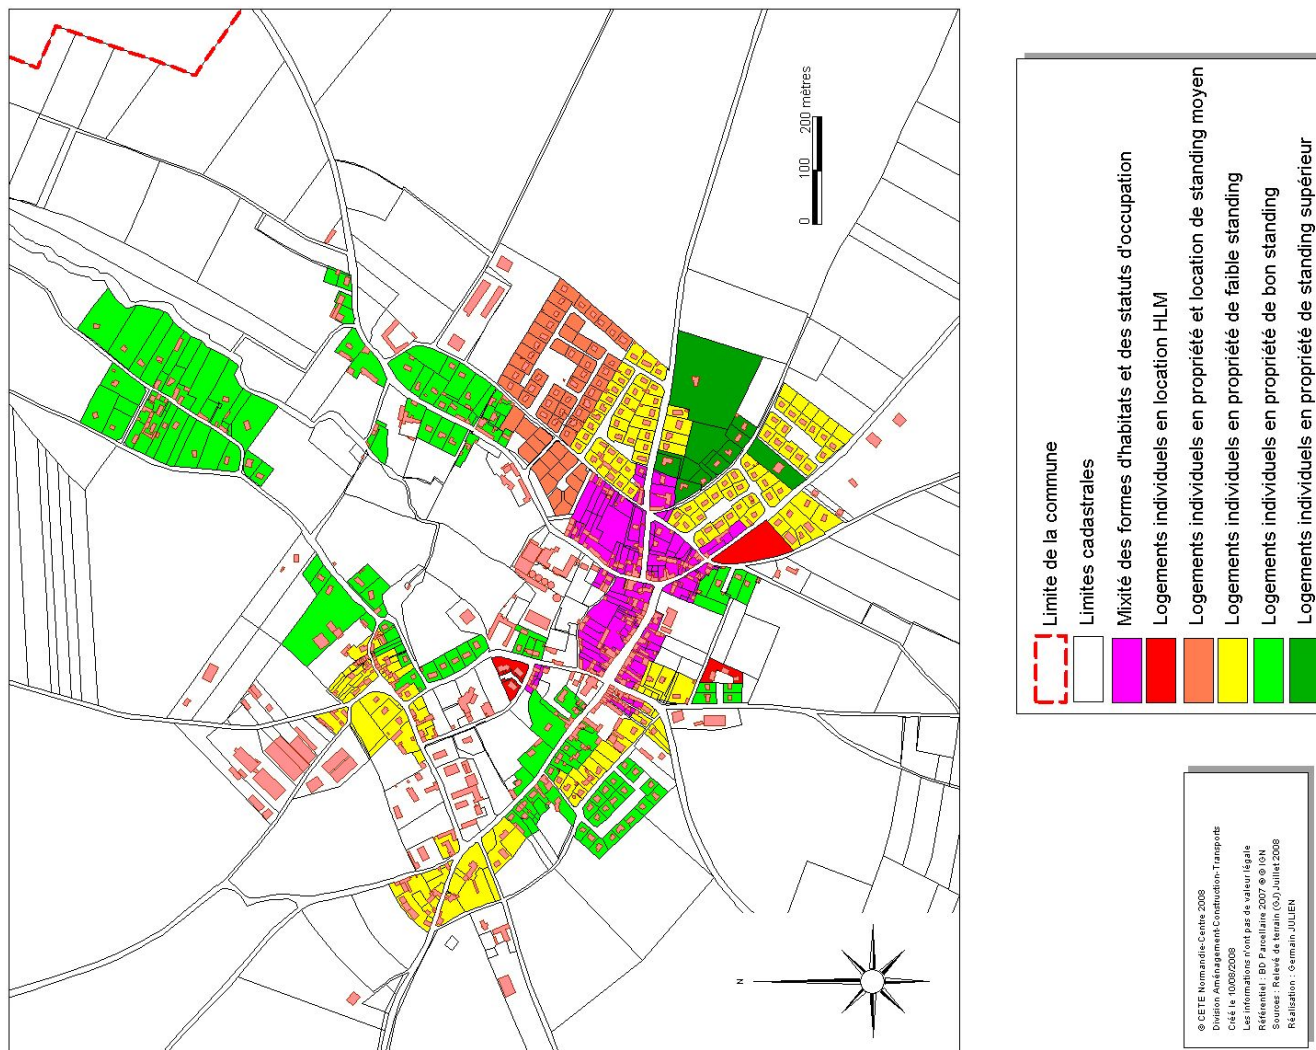 0 100 200 mètres
N
Limite de la commune
Limites cadastrales
Mixité des formes d'habitats et des statuts d'occupation
Logements individuels en location HLM
Logements individuels en propriété et location de standing moyen
Logements individuels en propriété de faible standing
Logements individuels en propriété de bon standing
Logements individuels en propriété de standing supérieur
© CETE Normandie-Centre 2008
Division Aménagement-Construction-Transports
Créé le 10/08/2008
Les informations n'ont pas de valeur légale
Référentiel : BD Parcellaire 2007 ® © IGN
Sources : Relevé de terrain (GJ) Juillet 2008
Réalisation : Germain JULIEN